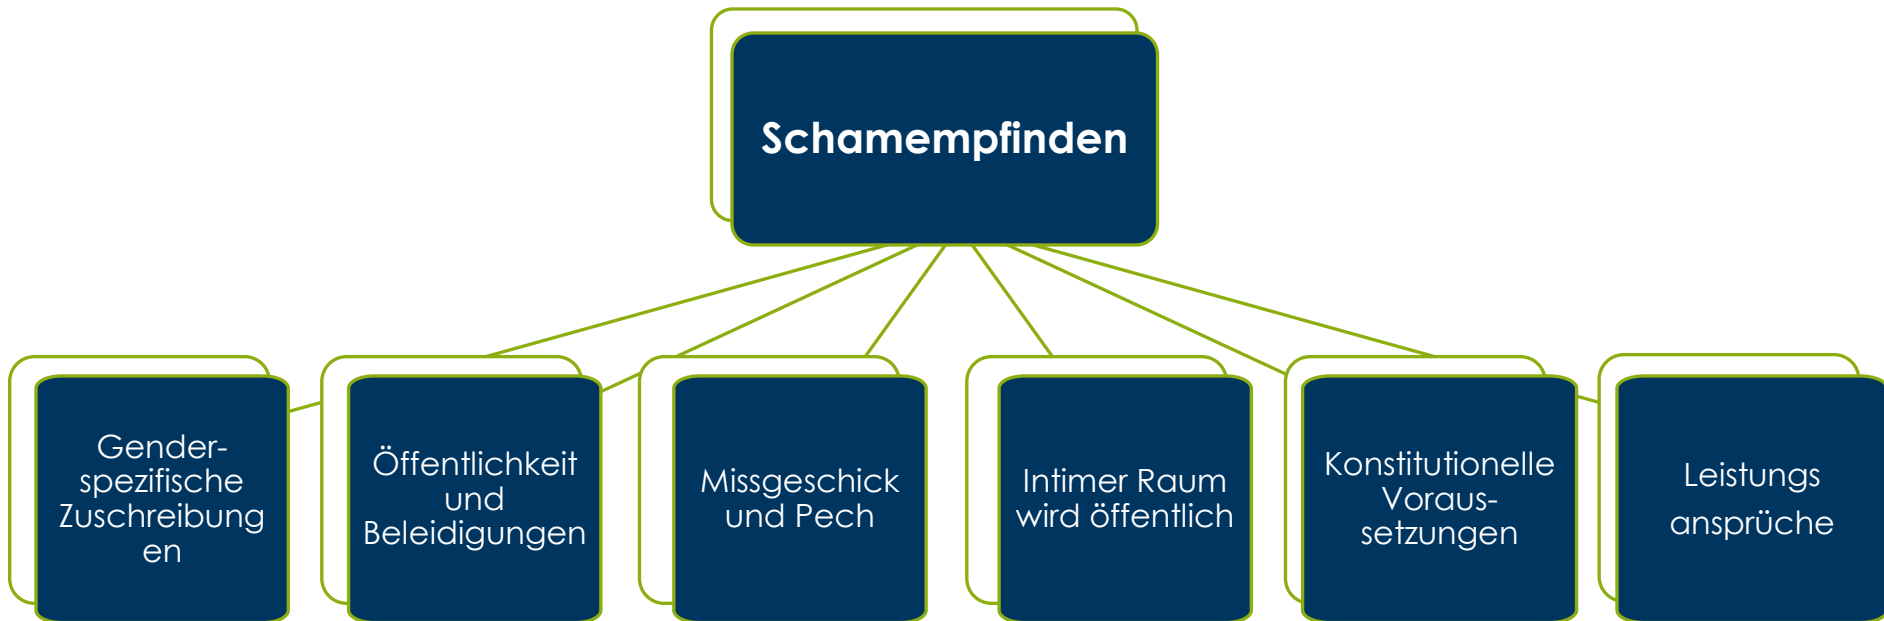 Schamempfinden
Gender-
spezifische
Zuschreibung
en
Öffentlichkeit
und
Beleidigungen
Missgeschick
und Pech
Intimer Raum
wird öffentlich
Konstitutionelle
Voraus-
setzungen
Leistungs
ansprüche